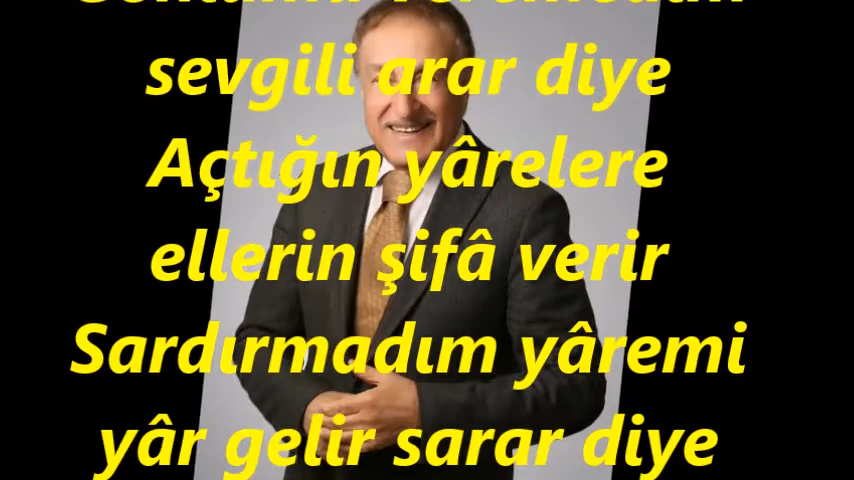 sevgili arar diye
Açtığın yârelere
ellerin şifâ verir
Sardırmadım yâremi
yâr gelir sarar diye